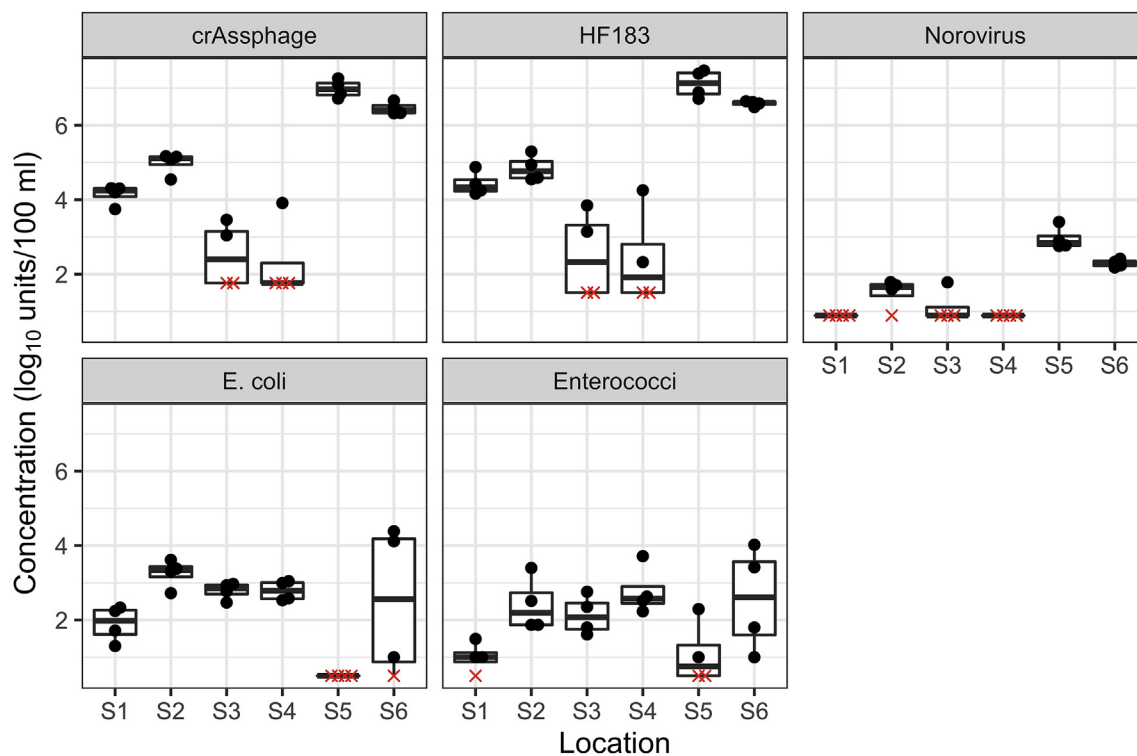 crAssphage HF183 Norovirus
6
4
2
S1 S2 S3 S4 S5 S6
E. coli Enterococci
6
4
2
S1 S2 S3 S4 S5 S6 S1 S2 S3 S4 S5 S6
Location
Concentration (log₁₀ units/100 ml)